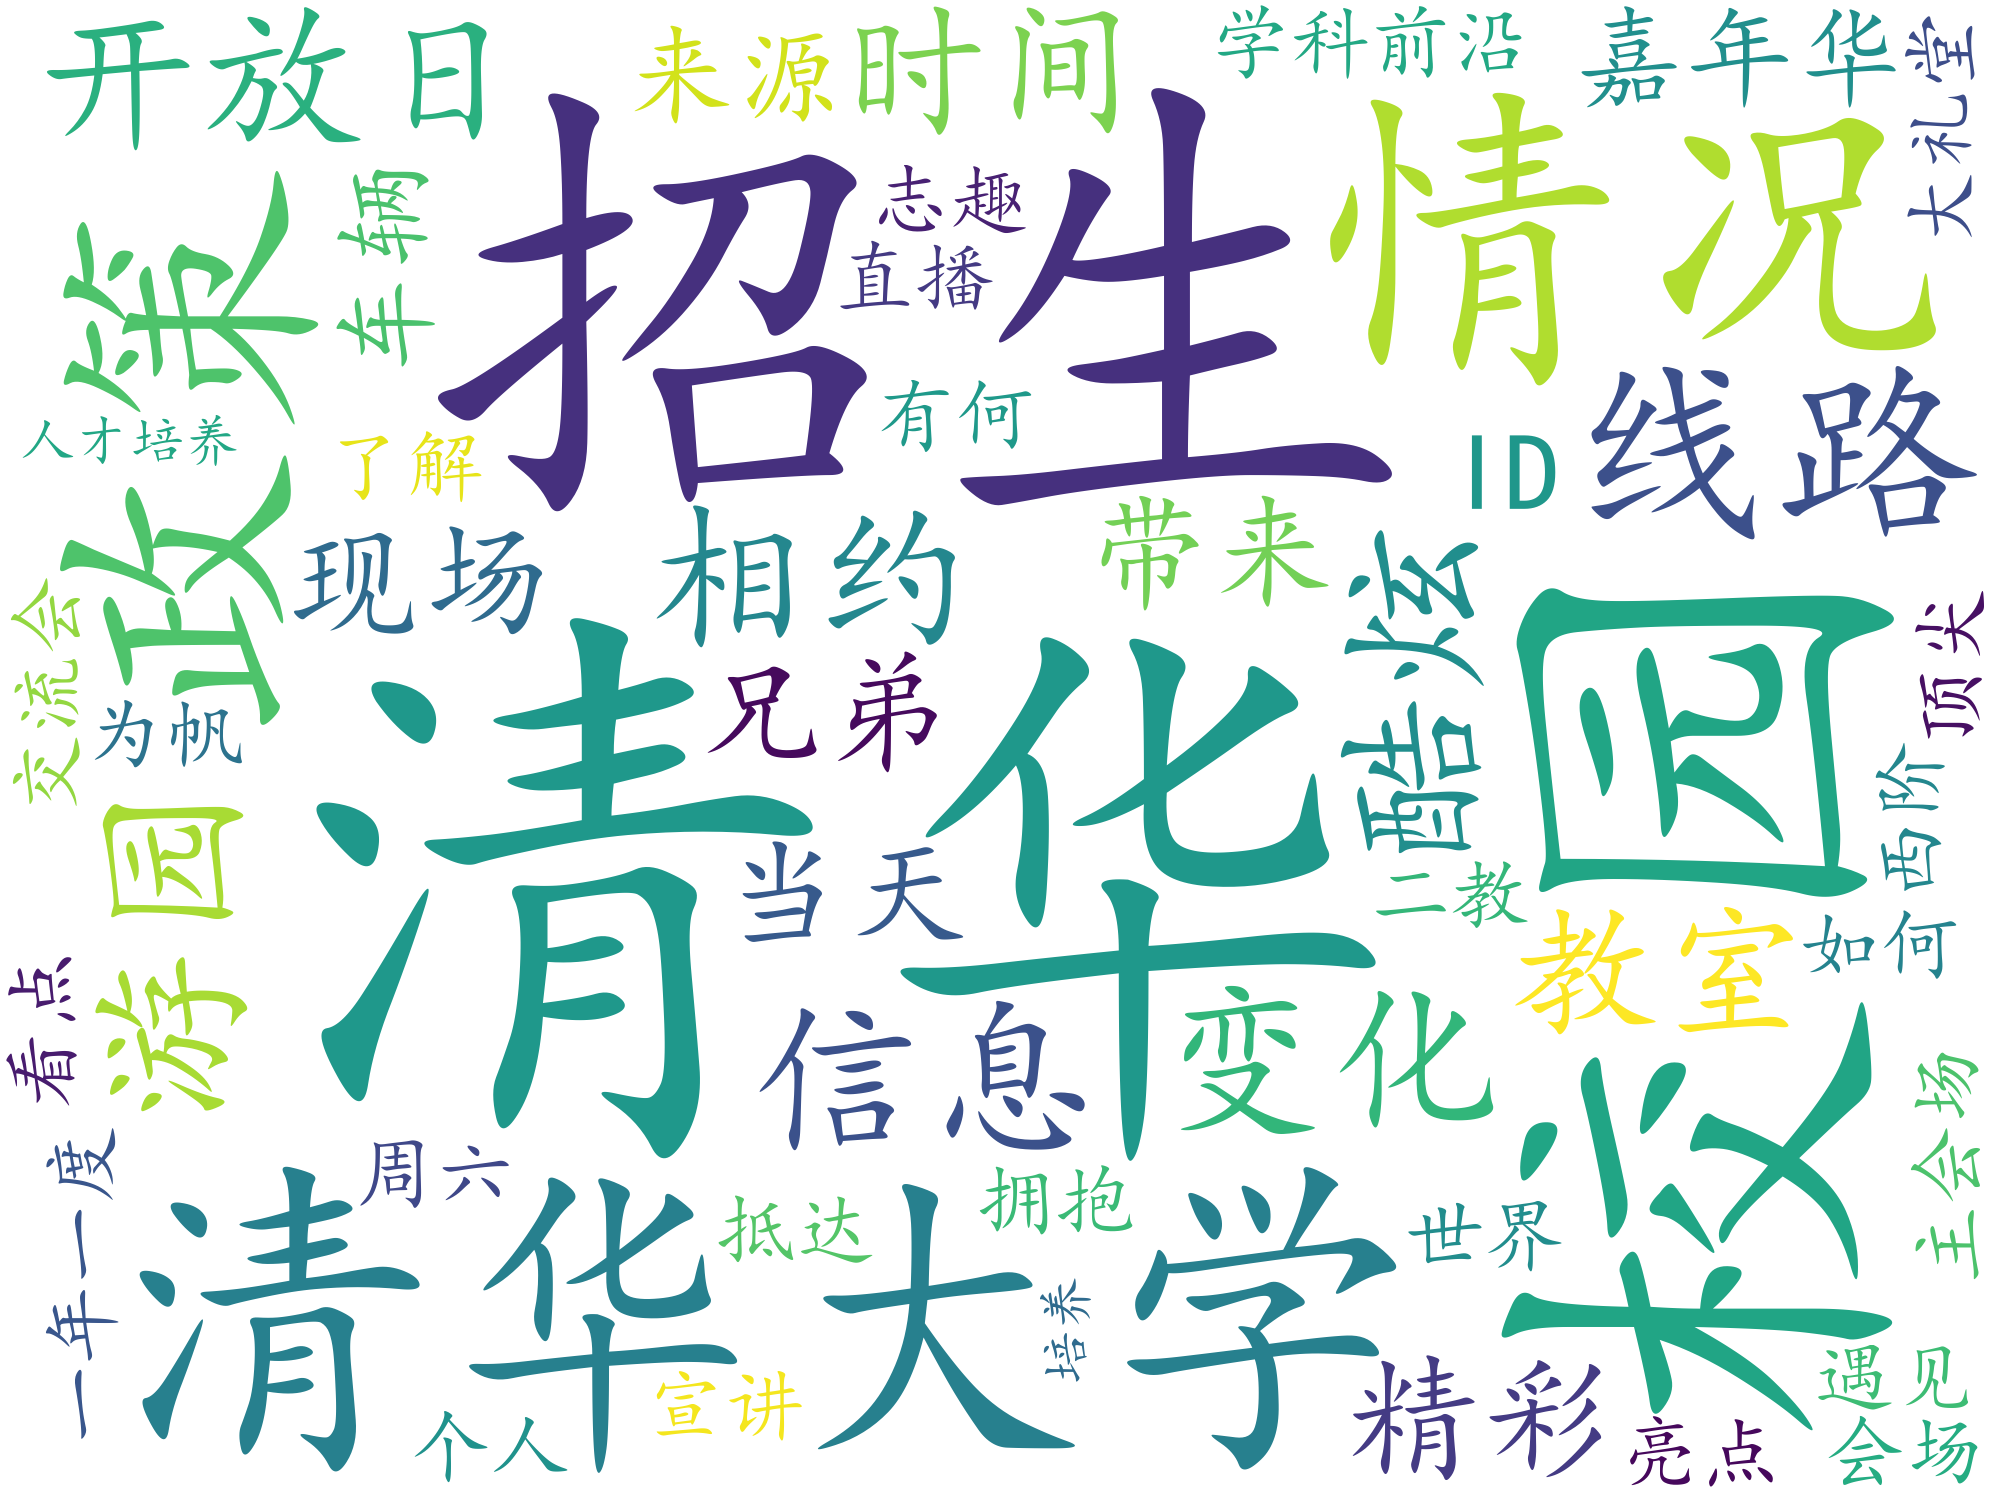 开放日
来源
时间
学科前沿
嘉年华
大礼堂
招生
情况
志趣
直播
政策
车辆
有何
线路
ID
人才培养
了解
现场
相约
带来
酷炫
校园
顶尖
交流会
为帆
兄弟
清华
西阶
游园
当天
二教
教室
如何
看点
信息
变化
主会场
一年一度
周六
清华大学
抵达
拥抱
世界
培养
宣讲
个人
精彩
遇见
亮点
会场